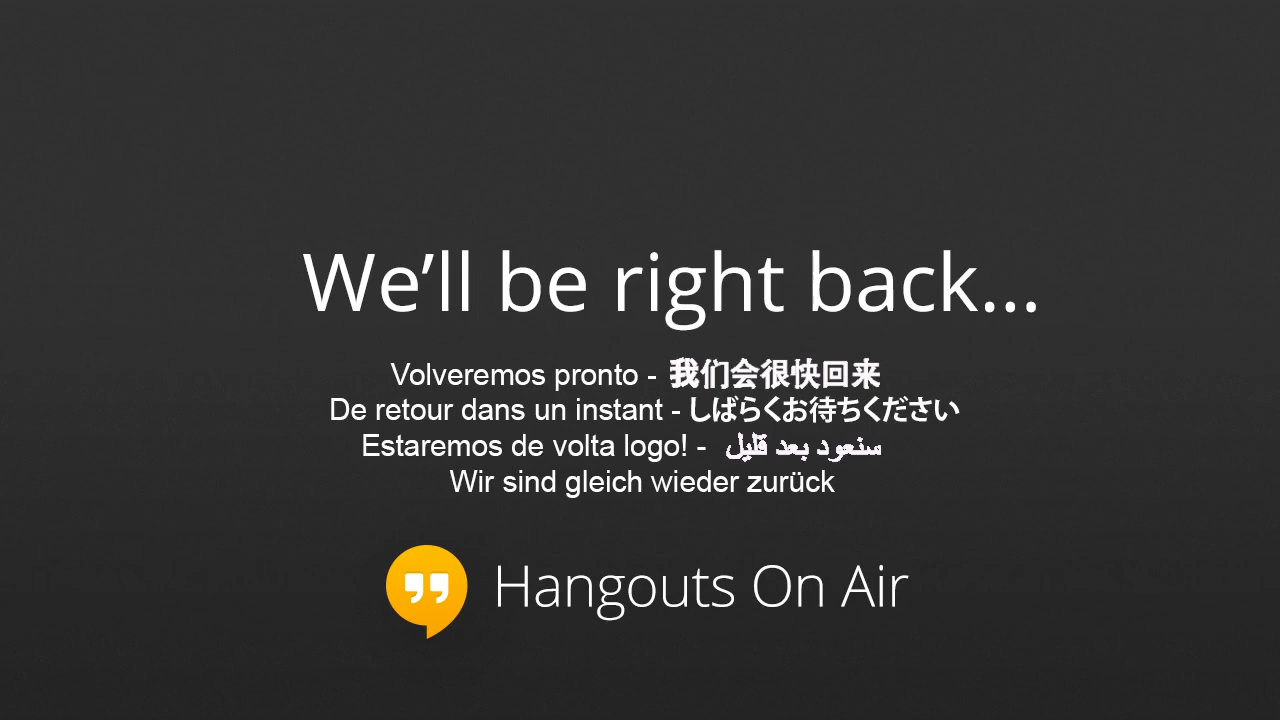 We’ll be right back...
Volveremos pronto - 我们会很快回来
De retour dans un instant - しばらくお待ちください
Estaremos de volta logo! - سنعود بعد قليل
Wir sind gleich wieder zurück
Hangouts On Air